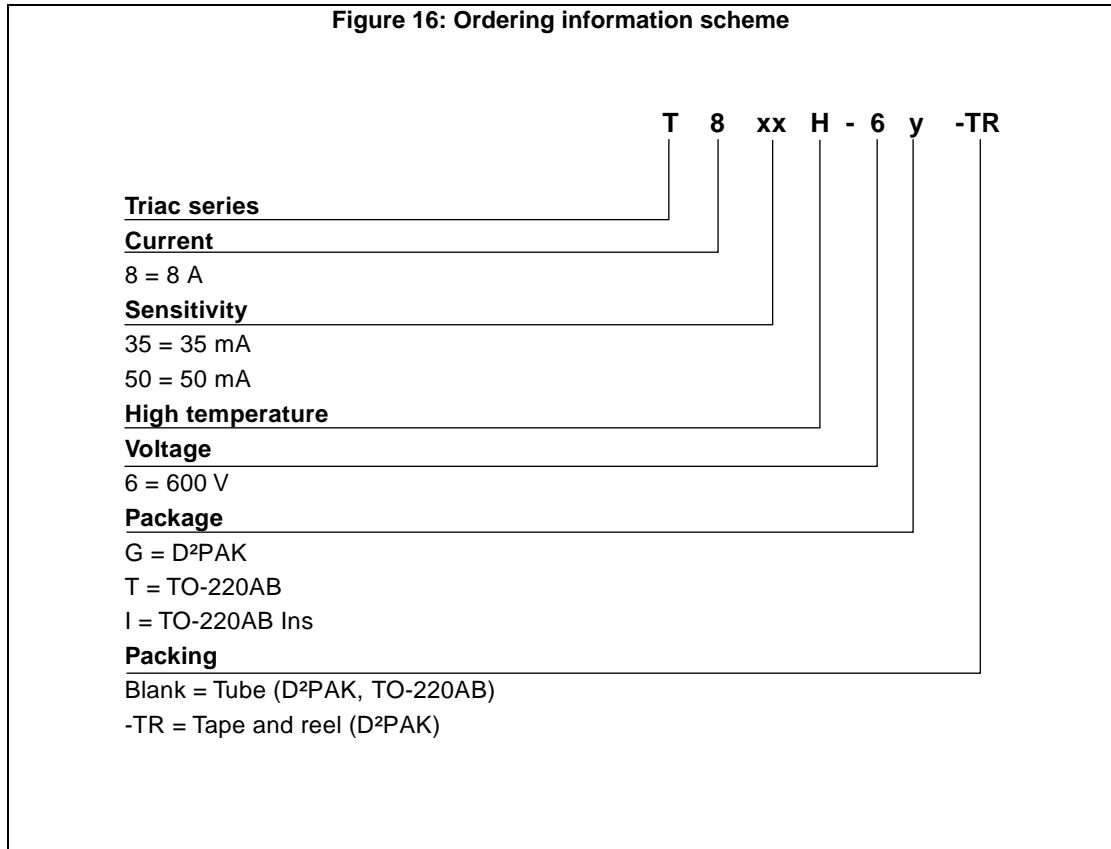 Figure 16: Ordering information scheme
T 8 xx H - 6 y -TR
Triac series
Current
8 = 8 A
Sensitivity
35 = 35 mA
50 = 50 mA
High temperature
Voltage
6 = 600 V
Package
G = D²PAK
T = TO-220AB
I = TO-220AB Ins
Packing
Blank = Tube (D²PAK, TO-220AB)
-TR = Tape and reel (D²PAK)